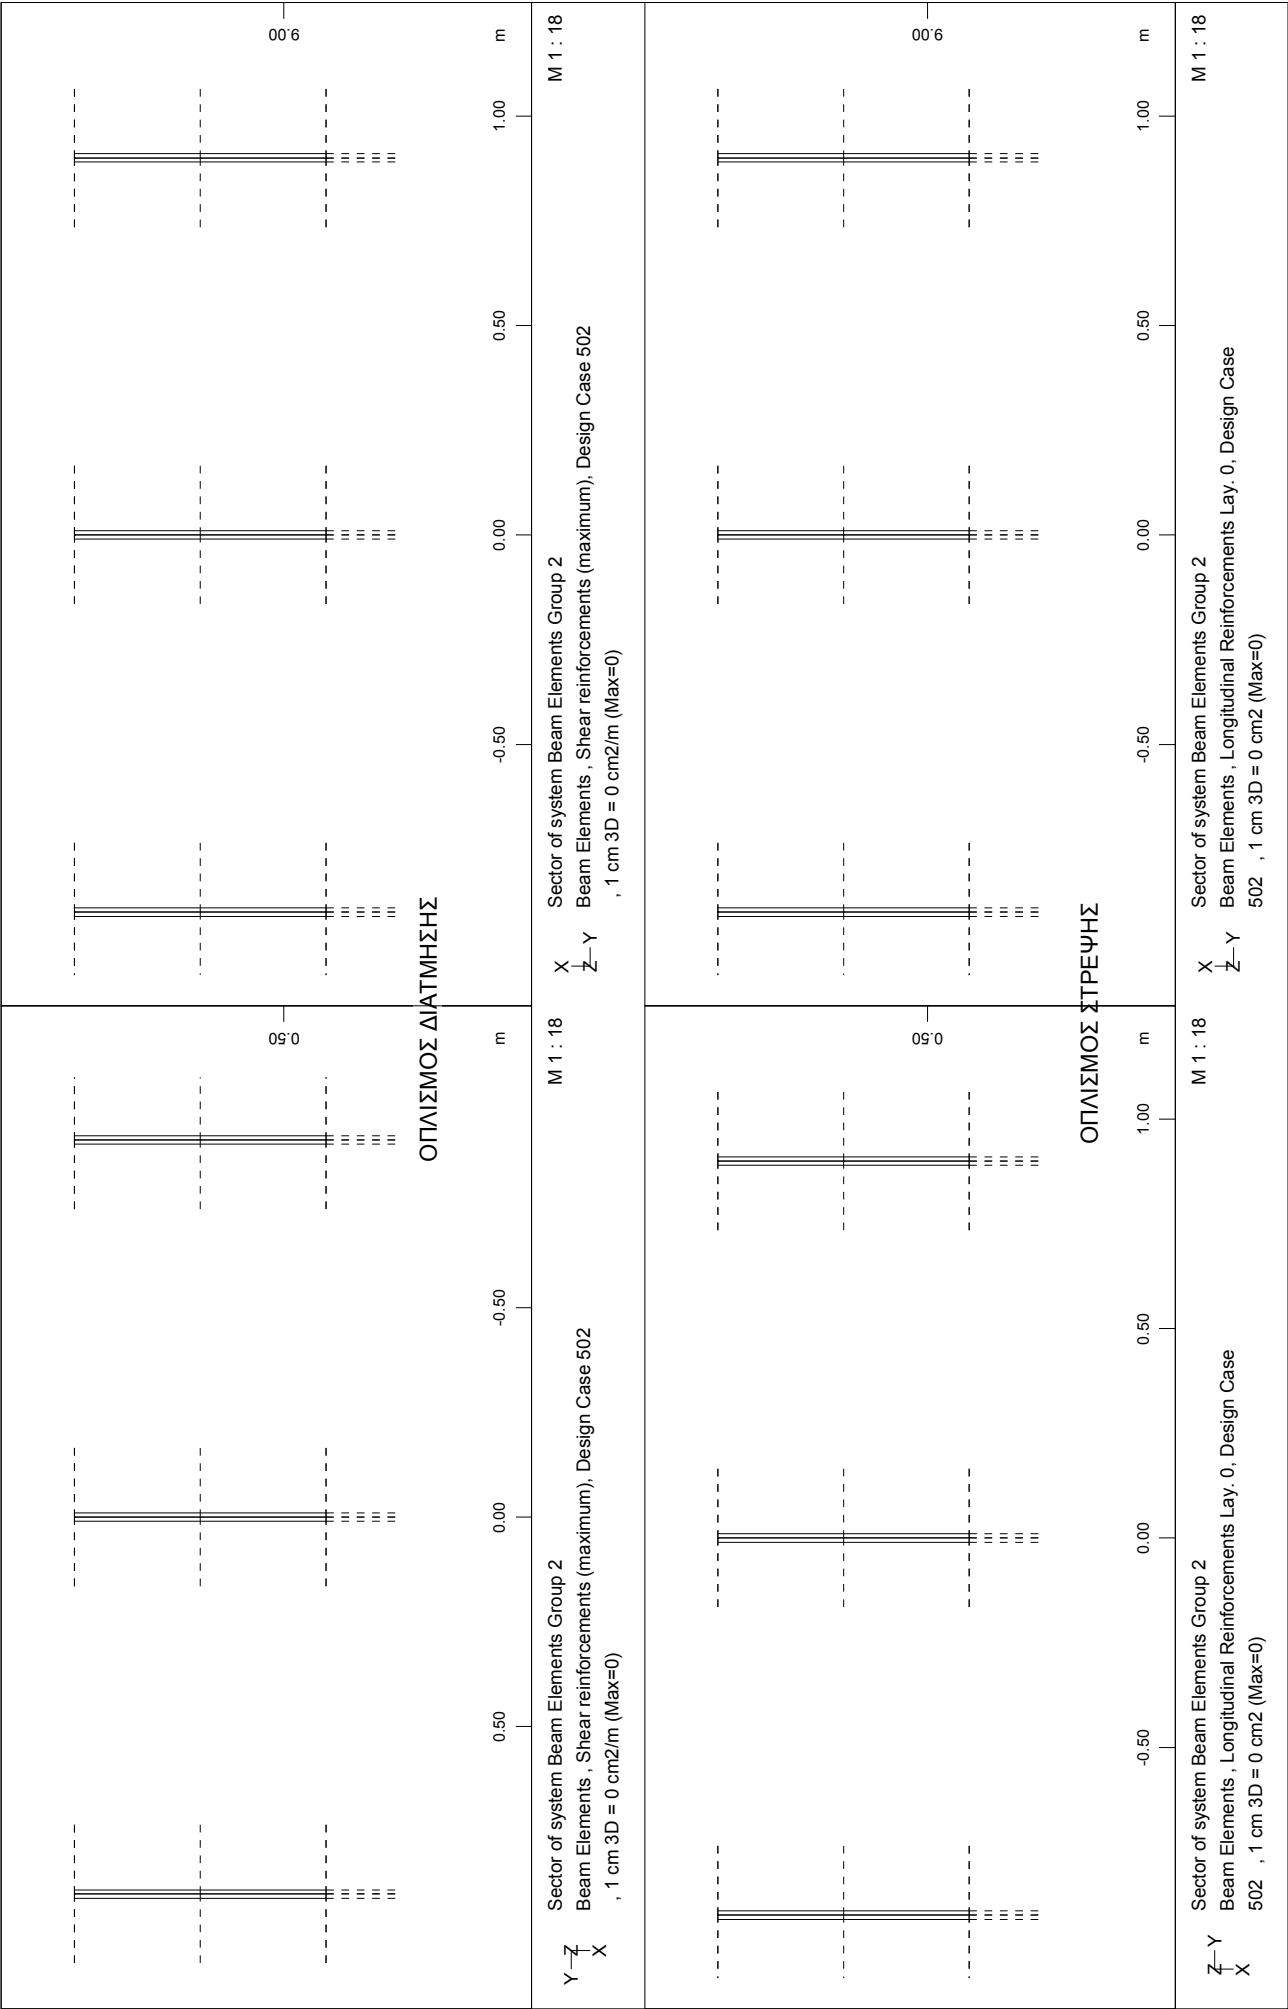 0.50
0.50 0.00 -0.50 m
Sector of system Beam Elements Group 2
M 1 : 18
Beam Elements , Shear reinforcements (maximum), Design Case 502
, 1 cm 3D = 0 cm2/m (Max=0)
Y Z
X
ΟΠΛΙΣΜΟΣ ΔΙΑΤΜΗΣΗΣ
9.00
-0.50 0.00 0.50 1.00 m
Sector of system Beam Elements Group 2
M 1 : 18
Beam Elements , Shear reinforcements (maximum), Design Case 502
, 1 cm 3D = 0 cm2/m (Max=0)
X
Z Y
0.50
-0.50 0.00 0.50 1.00 m
Sector of system Beam Elements Group 2
M 1 : 18
Beam Elements , Longitudinal Reinforcements Lay. 0, Design Case
502 , 1 cm 3D = 0 cm2 (Max=0)
Z Y
X
ΟΠΛΙΣΜΟΣ ΣΤΡΕΨΗΣ
9.00
-0.50 0.00 0.50 1.00 m
Sector of system Beam Elements Group 2
M 1 : 18
Beam Elements , Longitudinal Reinforcements Lay. 0, Design Case
502 , 1 cm 3D = 0 cm2 (Max=0)
X
Z Y